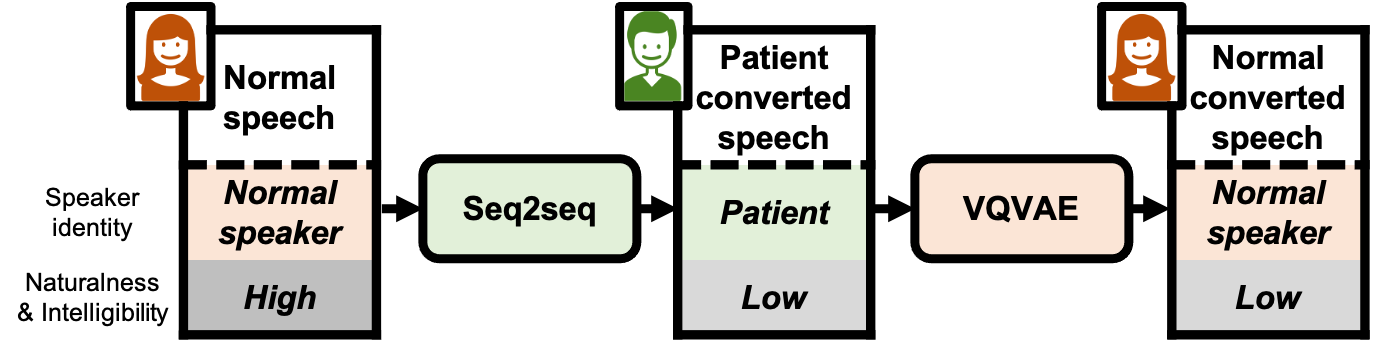 Normal
speech
Patient
converted
speech
Normal
converted
speech
Speaker
identity
Normal
speaker
Seq2seq
Patient
VQVAE
Normal
speaker
Naturalness
& Intelligibility
High
Low
Low